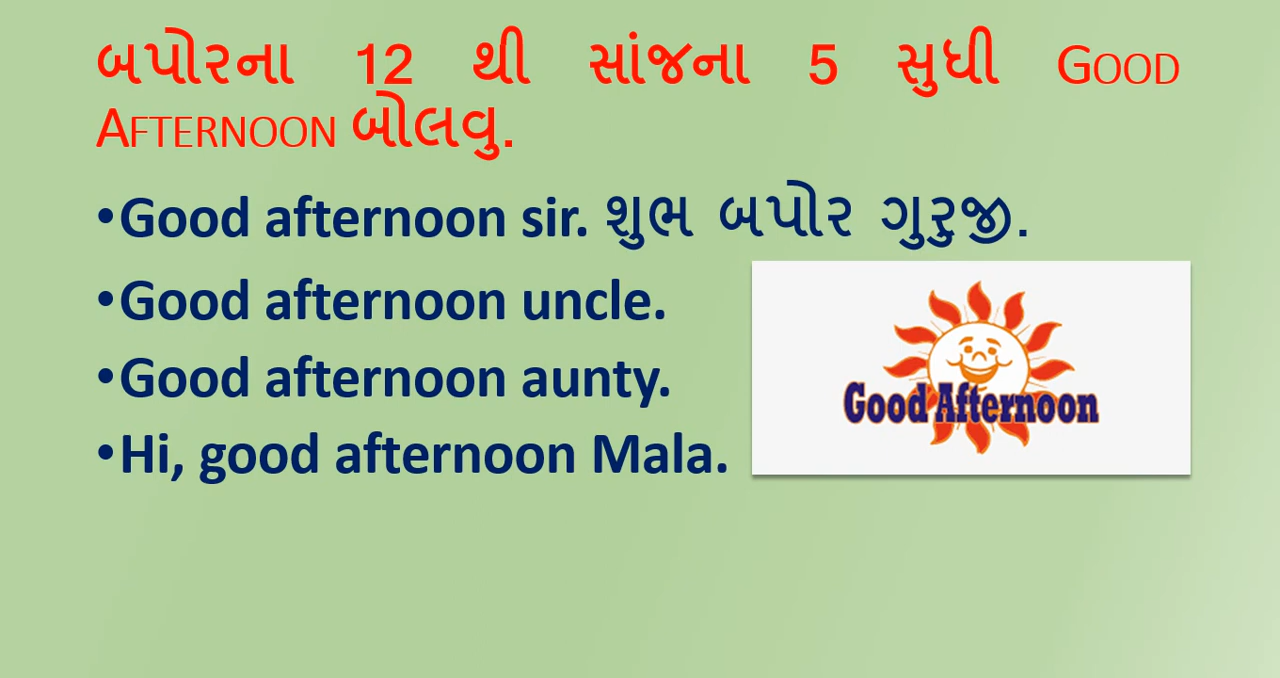 બપોરના 12 થી સાંજના 5 સુધી GOOD
AFTERNOON બોલવુ.
•Good afternoon sir. શુભ બપોર ગુરુજી.
•Good afternoon uncle.
•Good afternoon aunty.
Good Afternoon
•Hi, good afternoon Mala.